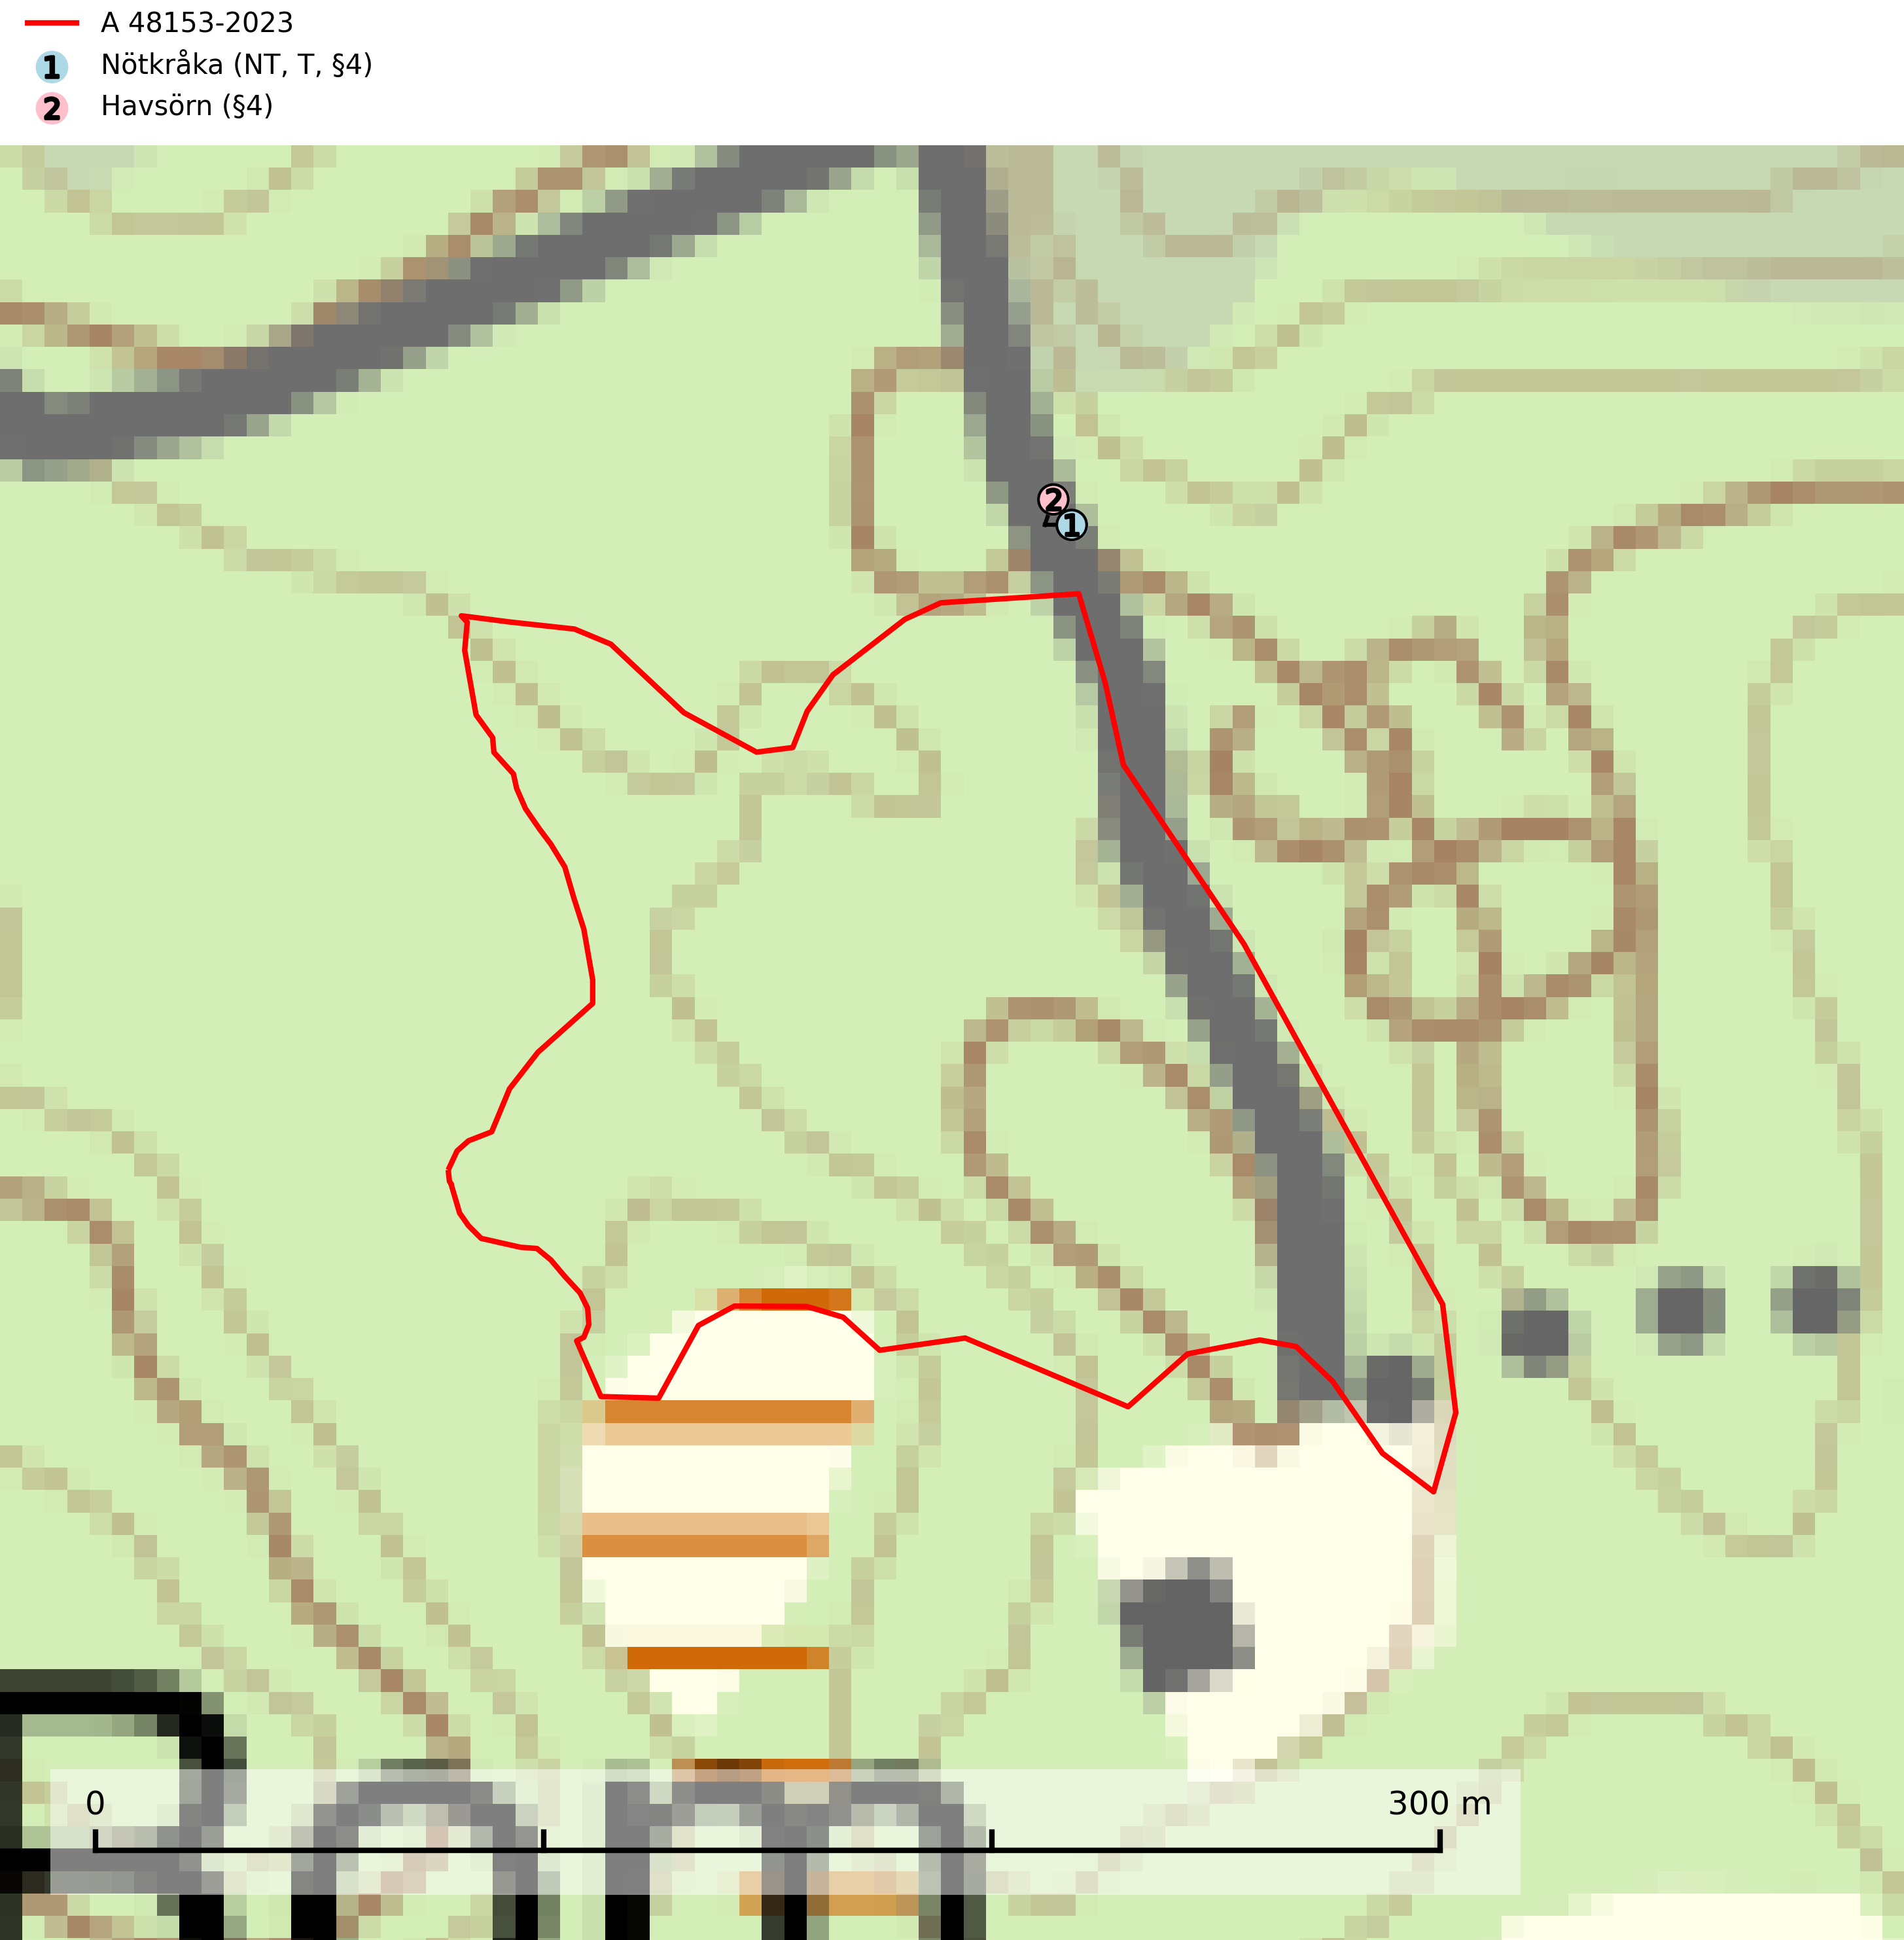 A 48153-2023
1 Nötkråka (NT, T, §4)
2 Havsörn (§4)
2
1
0 300 m